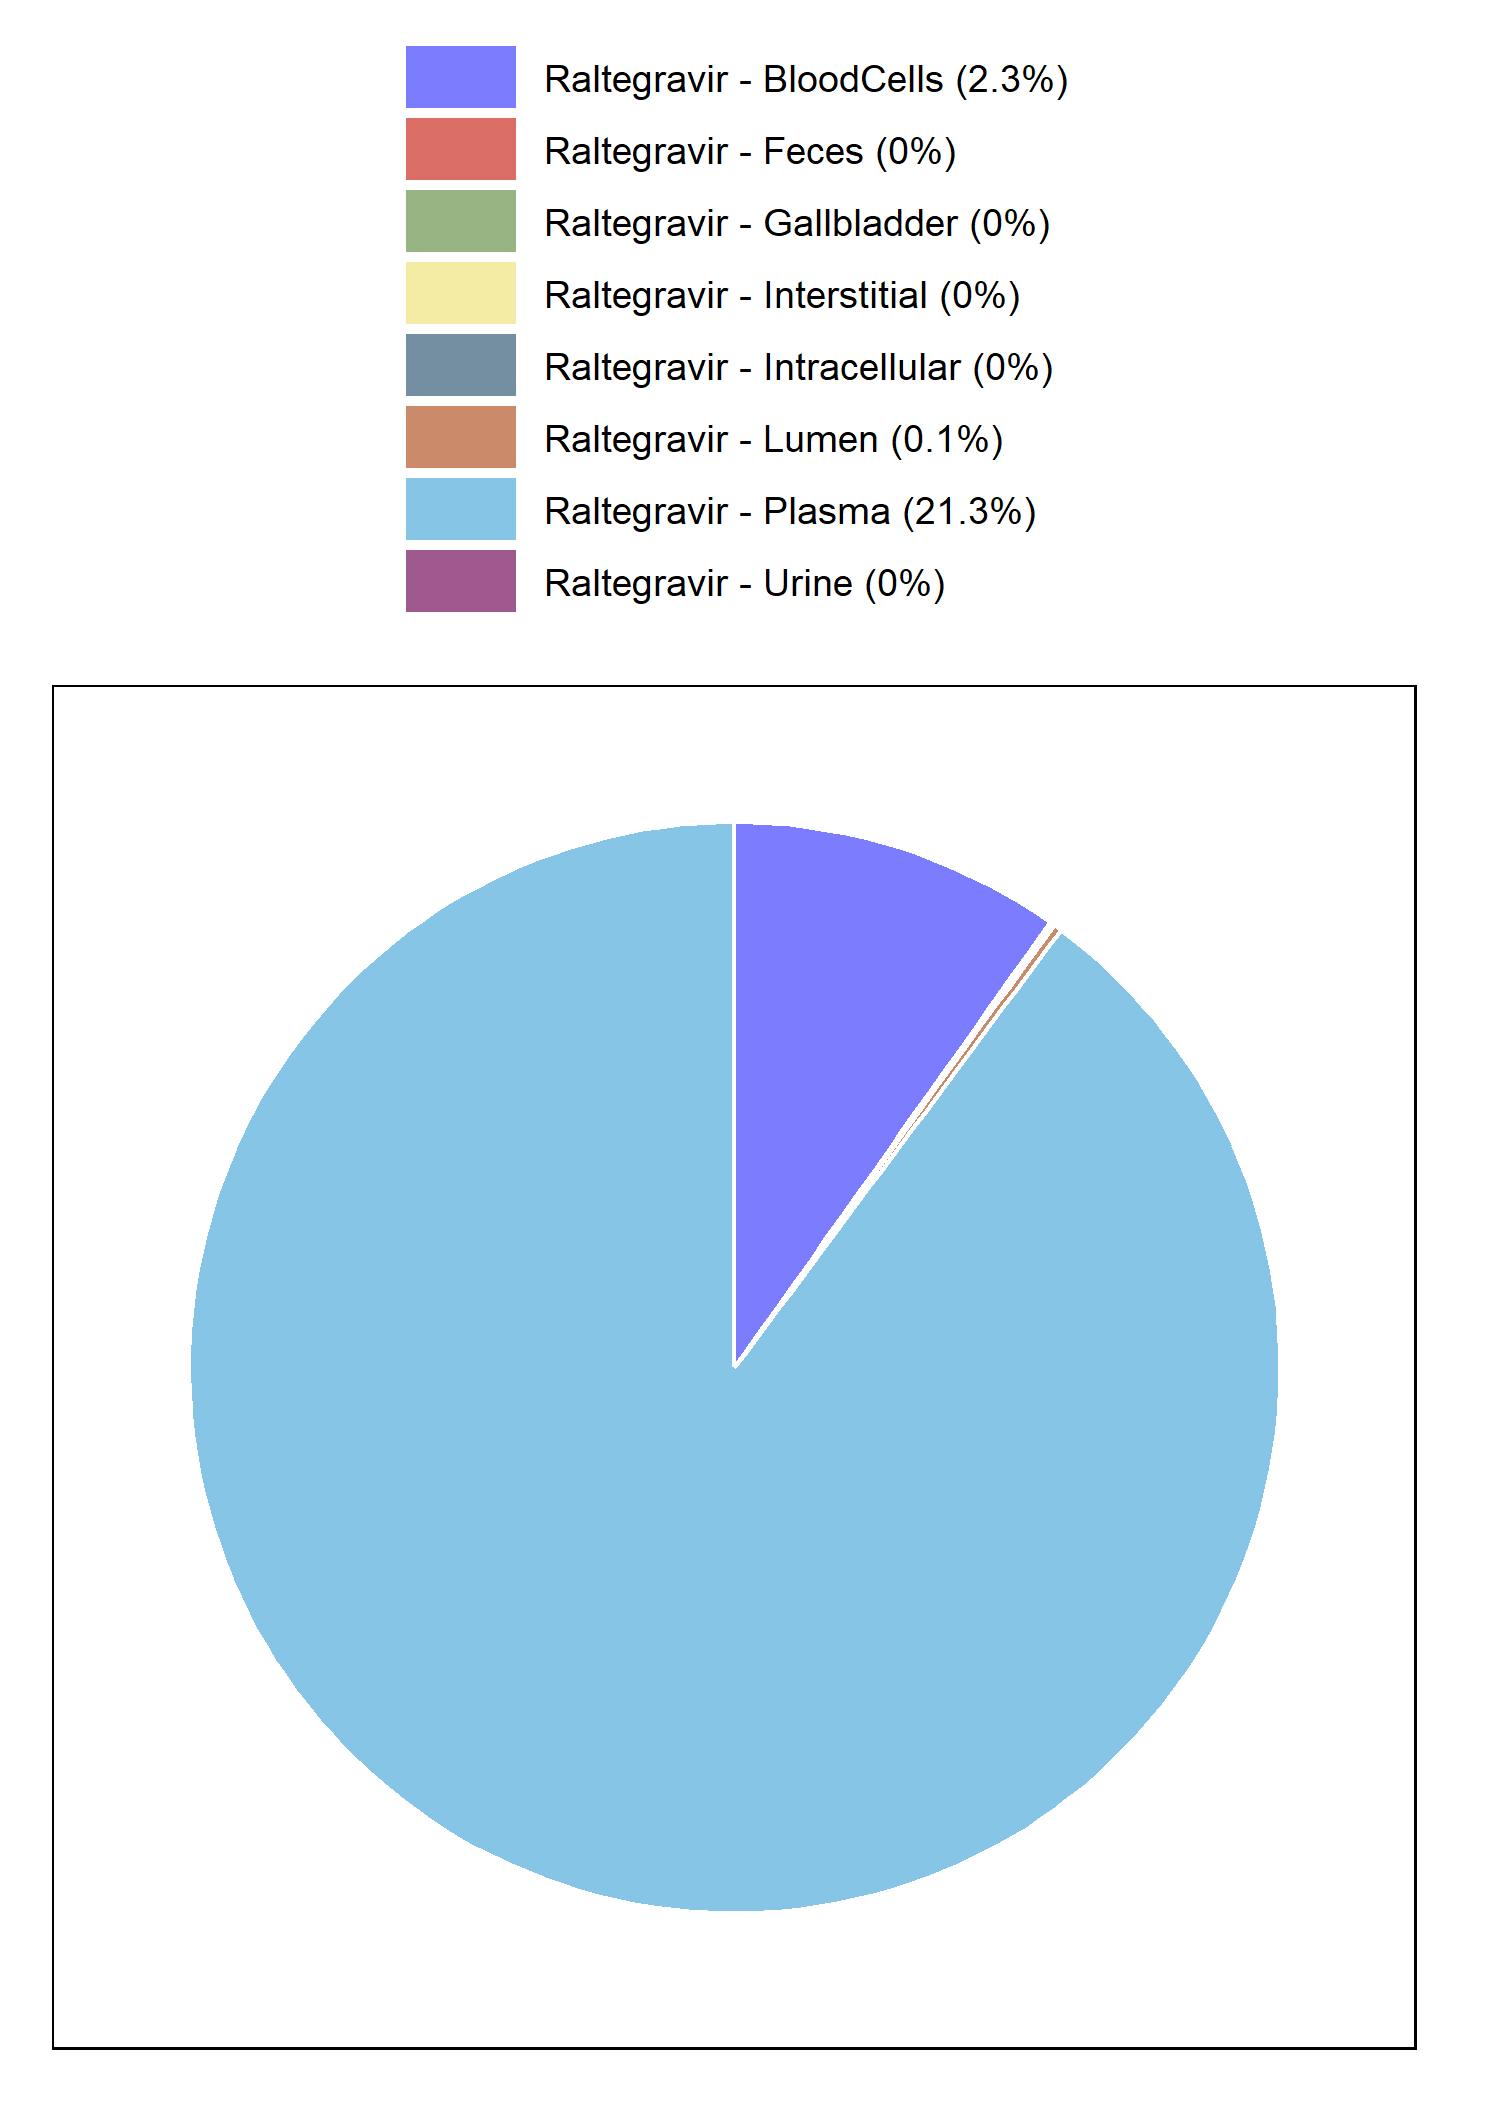 Raltegravir - BloodCells (2.3%)
Raltegravir - Feces (0%)
Raltegravir - Gallbladder (0%)
Raltegravir - Interstitial (0%)
Raltegravir - Intracellular (0%)
Raltegravir - Lumen (0.1%)
Raltegravir - Plasma (21.3%)
Raltegravir - Urine (0%)